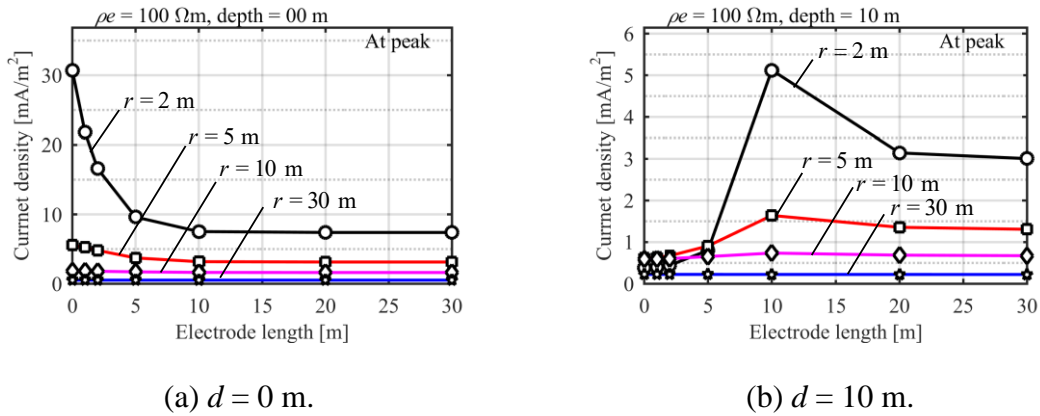 ρe = 100 Ωm, depth = 00 m
At peak
r = 2 m
r = 5 m
r = 10 m
r = 30 m
Currnet density [mA/m²]
30
20
10
0
0 5 10 15 20 25 30
Electrode length [m]
(a) d = 0 m.
ρe = 100 Ωm, depth = 10 m
At peak
r = 2 m
r = 5 m
r = 10 m
r = 30 m
Currnet density [mA/m²]
6
5
4
3
2
1
0
0 5 10 15 20 25 30
Electrode length [m]
(b) d = 10 m.